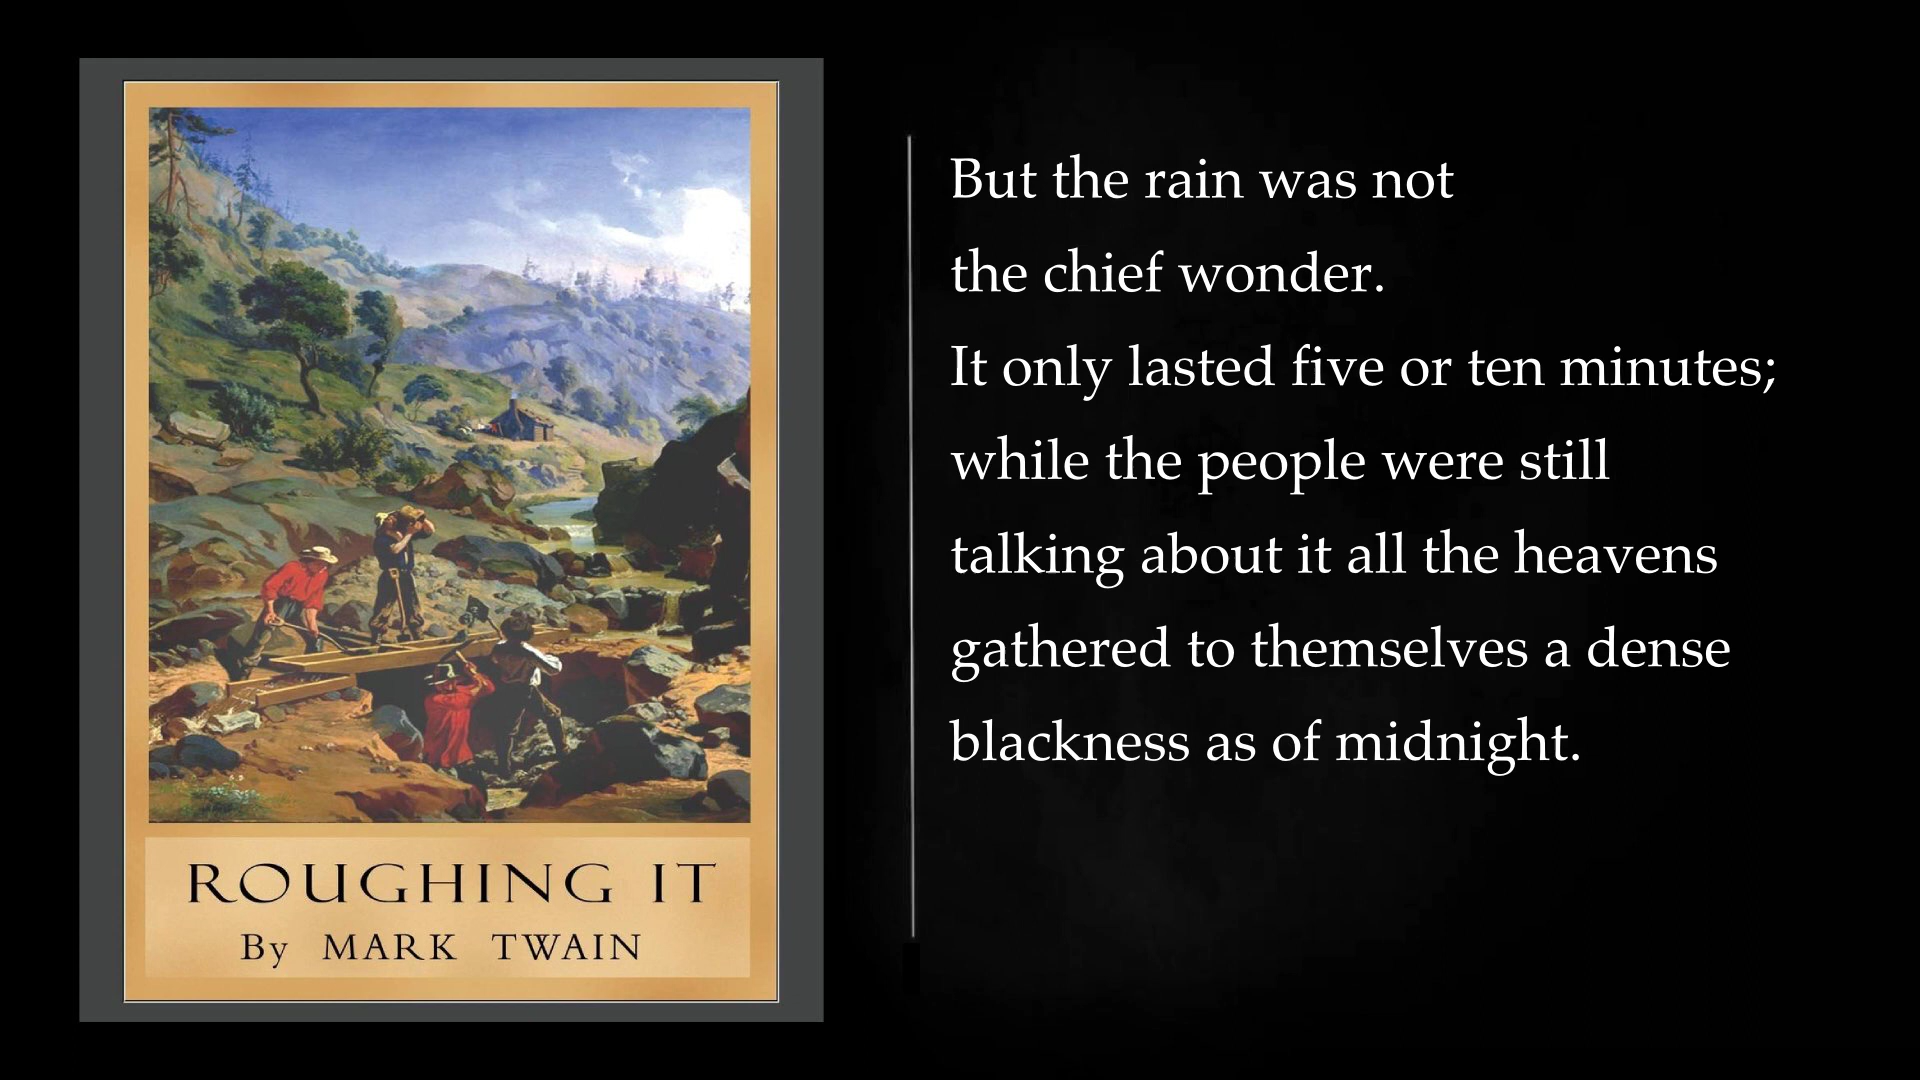 ROUGHING IT
By MARK TWAIN
But the rain was not
the chief wonder.
It only lasted five or ten minutes;
while the people were still
talking about it all the heavens
gathered to themselves a dense
blackness as of midnight.